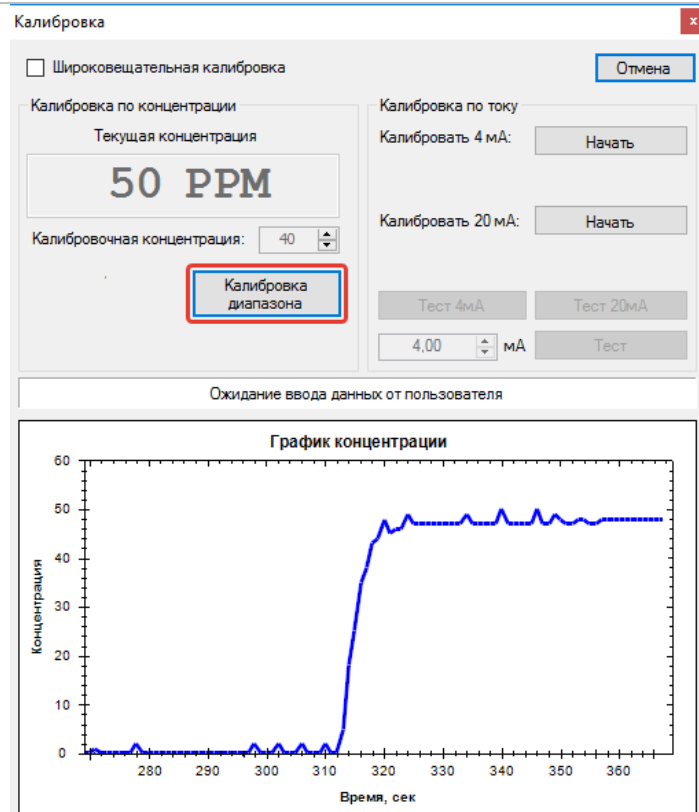 Калибровка
x
Широковещательная калибровка
Отмена
Калибровка по концентрации
Текущая концентрация
50 PPM
Калибровочная концентрация: 40
Калибровка
диапазона
Калибровка по току
Калибровать 4 мА: Начать
Калибровать 20 мА: Начать
Тест 4мА Тест 20мА
4,00 мА Тест
Ожидание ввода данных от пользователя
График концентрации
Концентрация
60
50
40
30
20
10
0
280 290 300 310 320 330 340 350 360
Время, сек